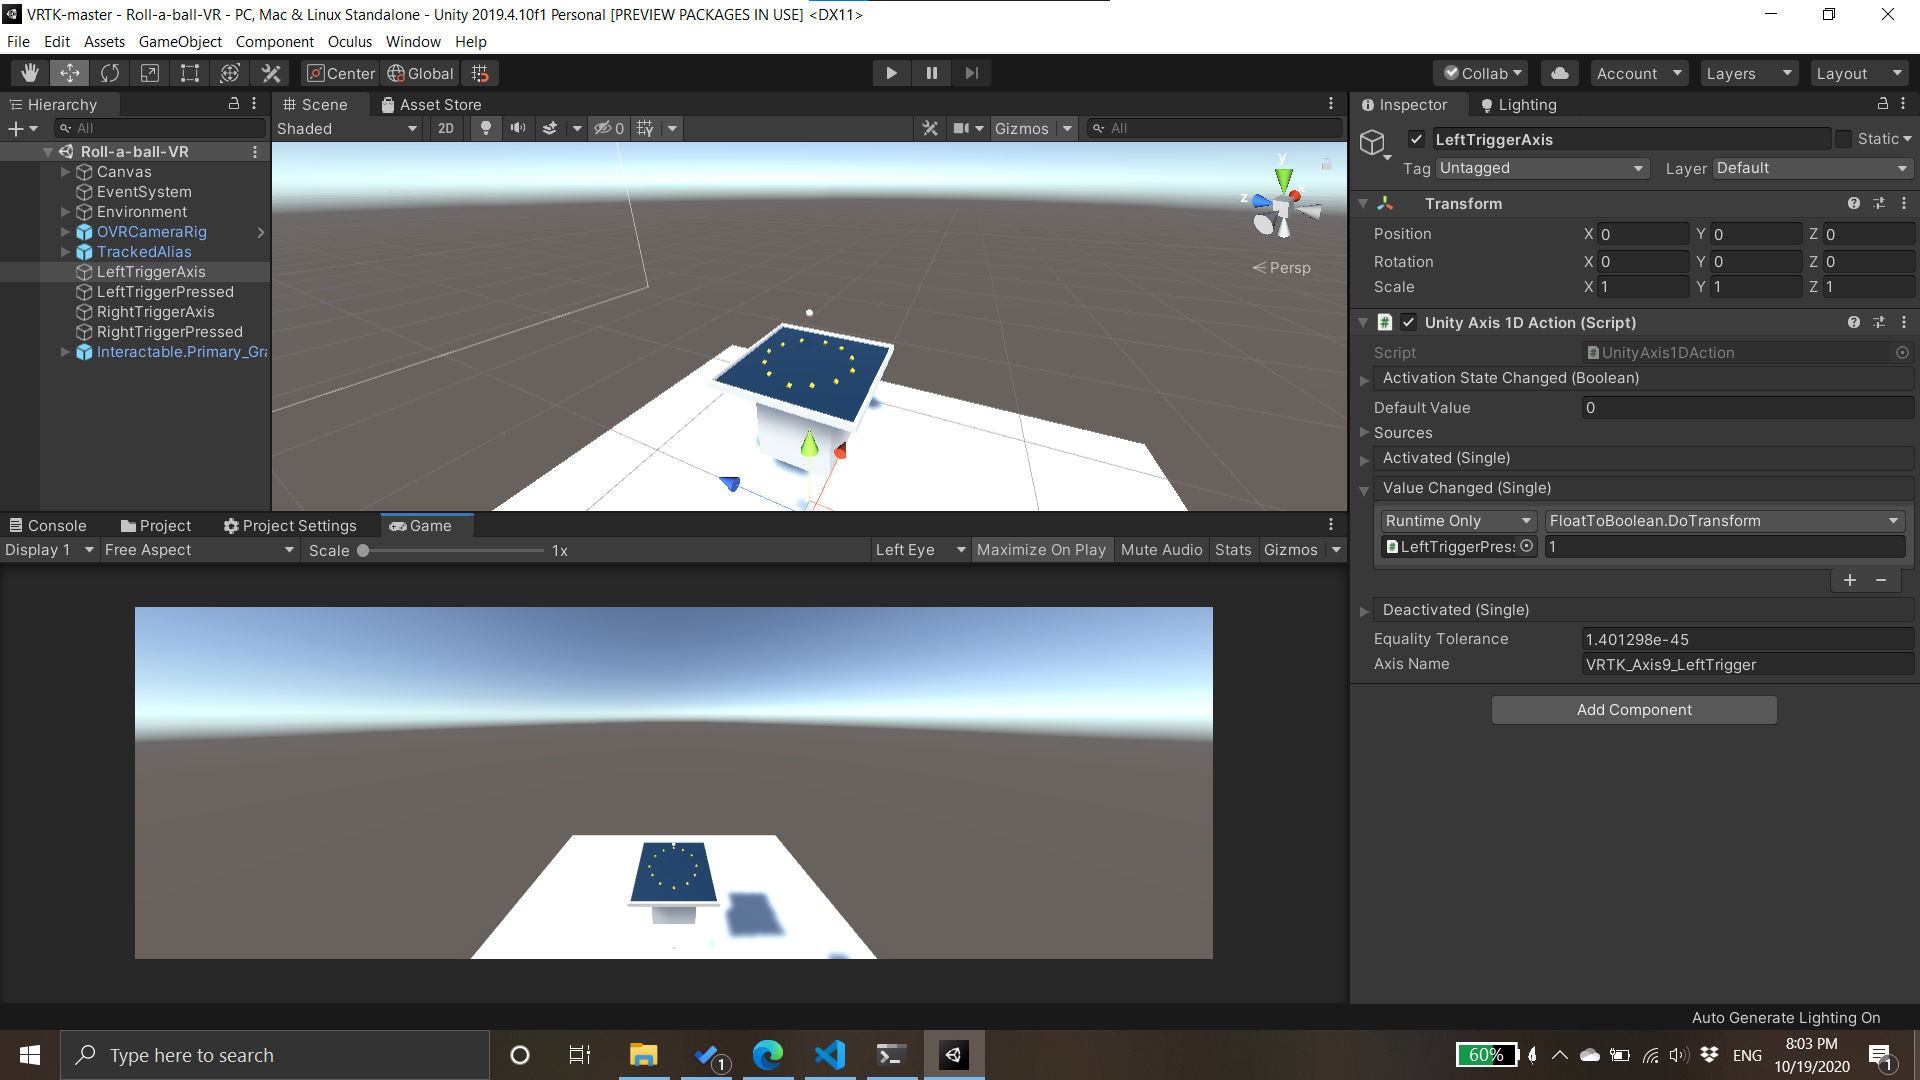 VRTK-master - Roll-a-ball-VR - PC, Mac & Linux Standalone - Unity 2019.4.10f1 Personal [PREVIEW PACKAGES IN USE] <DX11>
File Edit Assets GameObject Component Oculus Window Help
Center Global Collab Account Layers Layout
Hierarchy
All
Roll-a-ball-VR
Canvas
EventSystem
Environment
OVRCameraRig
TrackedAlias
LeftTriggerAxis
LeftTriggerPressed
RightTriggerAxis
RightTriggerPressed
Interactable.Primary_Gra
Scene Asset Store
Shaded 2D 0 Gizmos All
y
x
z
Persp
Console Project Project Settings Game
Display 1 Free Aspect Scale 1x Left Eye Maximize On Play Mute Audio Stats Gizmos
Inspector Lighting
LeftTriggerAxis Static
Tag Untagged Layer Default
Transform
Position X 0 Y 0 Z 0
Rotation X 0 Y 0 Z 0
Scale X 1 Y 1 Z 1
# Unity Axis 1D Action (Script)
Script UnityAxis1DAction
Activation State Changed (Boolean)
Default Value 0
Sources
Activated (Single)
Value Changed (Single)
Runtime Only FloatToBoolean.DoTransform
LeftTriggerPress 1
+ −
Deactivated (Single)
Equality Tolerance 1.401298e-45
Axis Name VRTK_Axis9_LeftTrigger
Add Component
Auto Generate Lighting On
Type here to search
1
60%
ENG
8:03 PM
10/19/2020
1